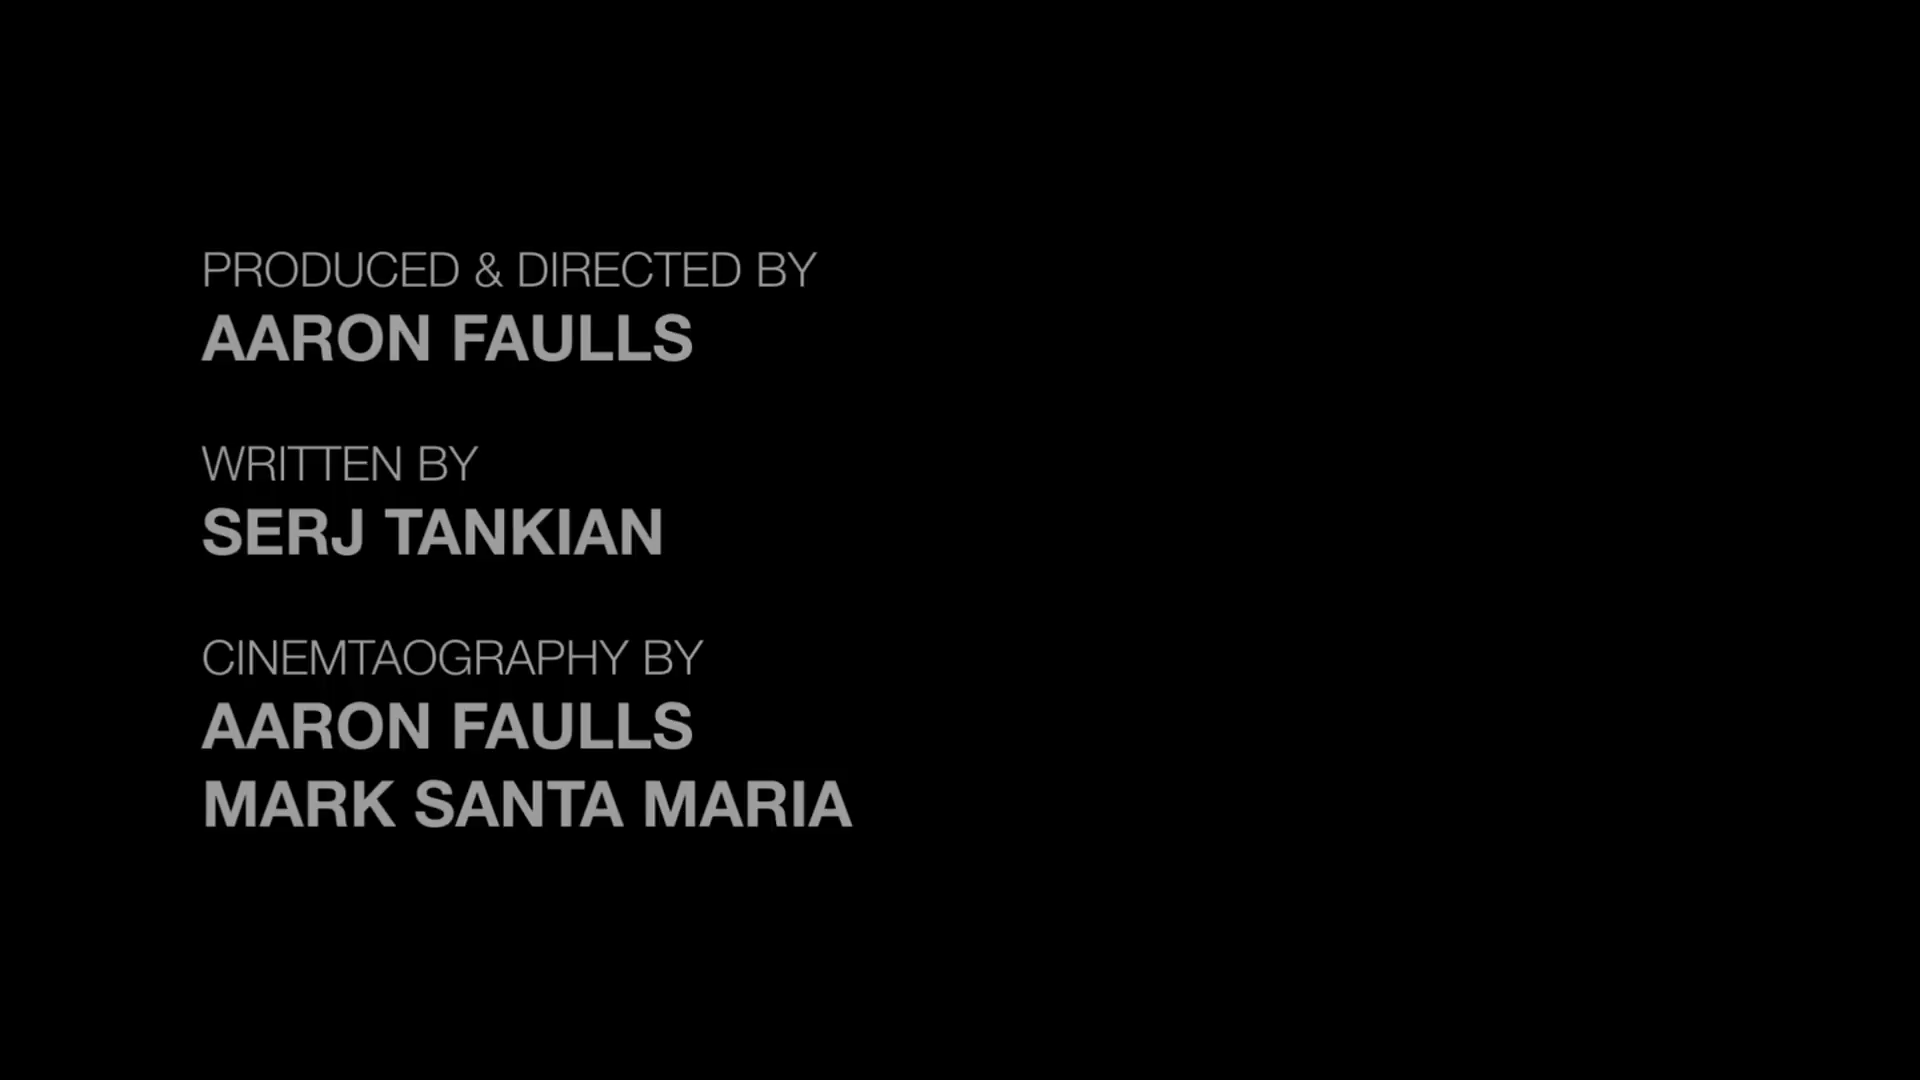 PRODUCED & DIRECTED BY
AARON FAULLS
WRITTEN BY
SERJ TANKIAN
CINEMTAOGRAPHY BY
AARON FAULLS
MARK SANTA MARIA